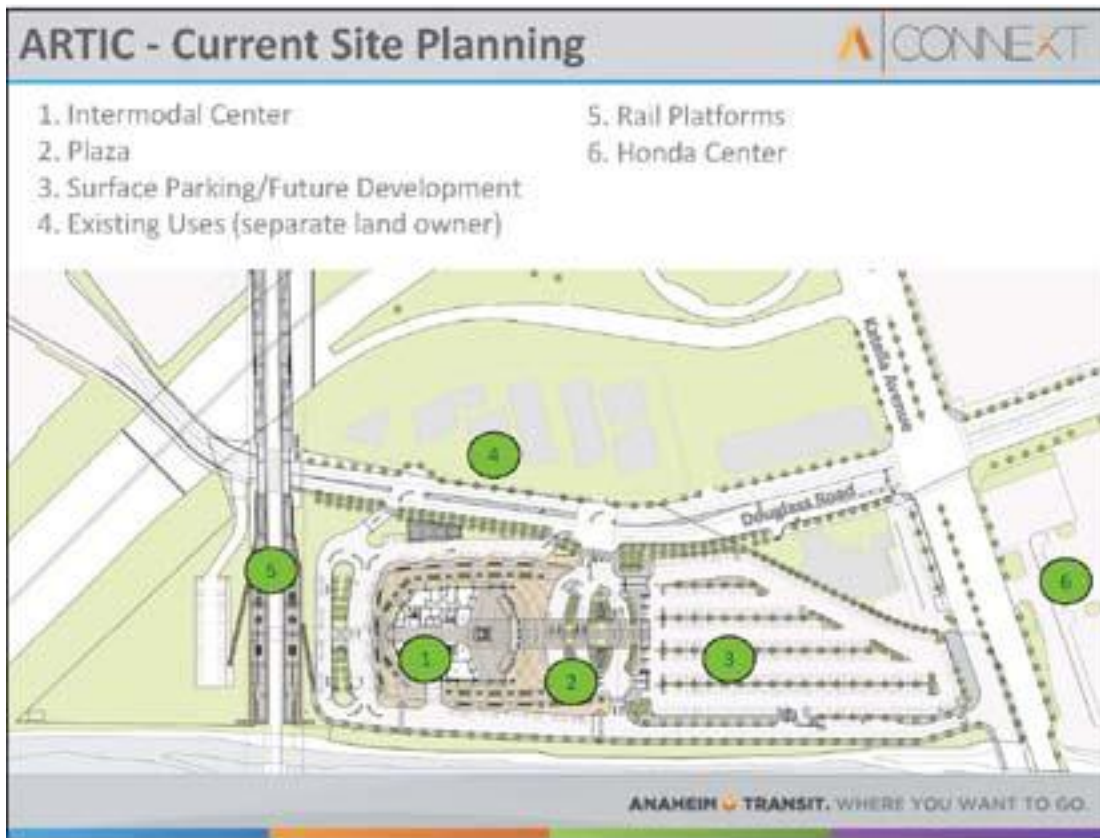 ARTIC - Current Site Planning
CONNEXT
1. Intermodal Center
2. Plaza
3. Surface Parking/Future Development
4. Existing Uses (separate land owner)
5. Rail Platforms
6. Honda Center
Katella Avenue
4
Douglass Road
5
6
1
2
3
ANAHEIM TRANSIT. WHERE YOU WANT TO GO.